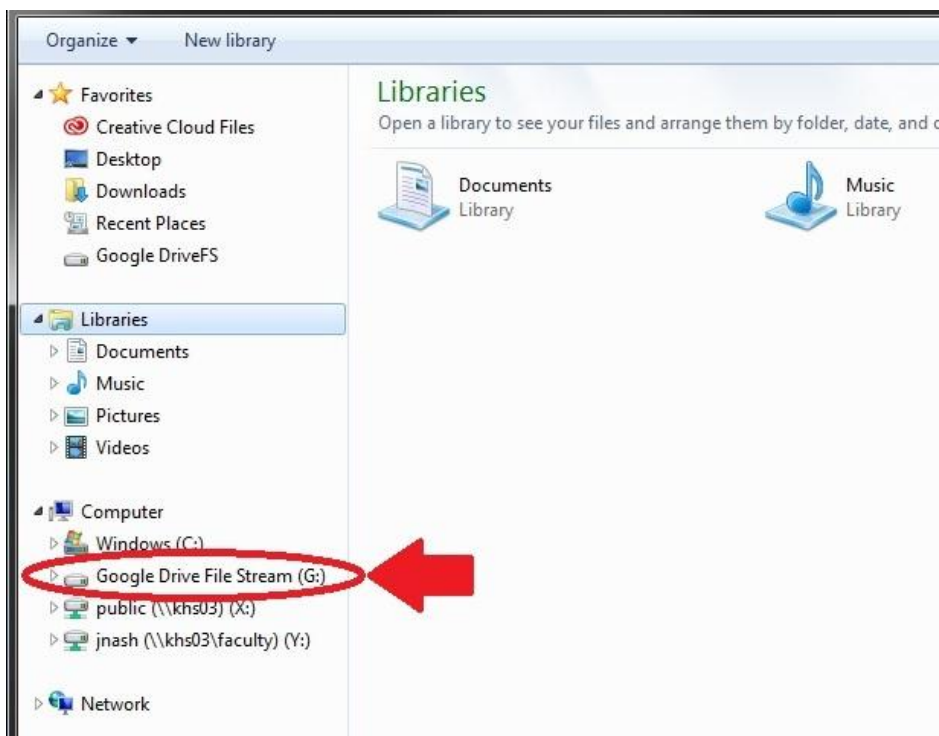 Organize New library
Favorites
Creative Cloud Files
Desktop
Downloads
Recent Places
Google DriveFS
Libraries
Documents
Music
Pictures
Videos
Computer
Windows (C:)
Google Drive File Stream (G:)
public (\\khs03) (X:)
jnash (\\khs03\faculty) (Y:)
Network
Libraries
Open a library to see your files and arrange them by folder, date, and
Documents
Library
Music
Library